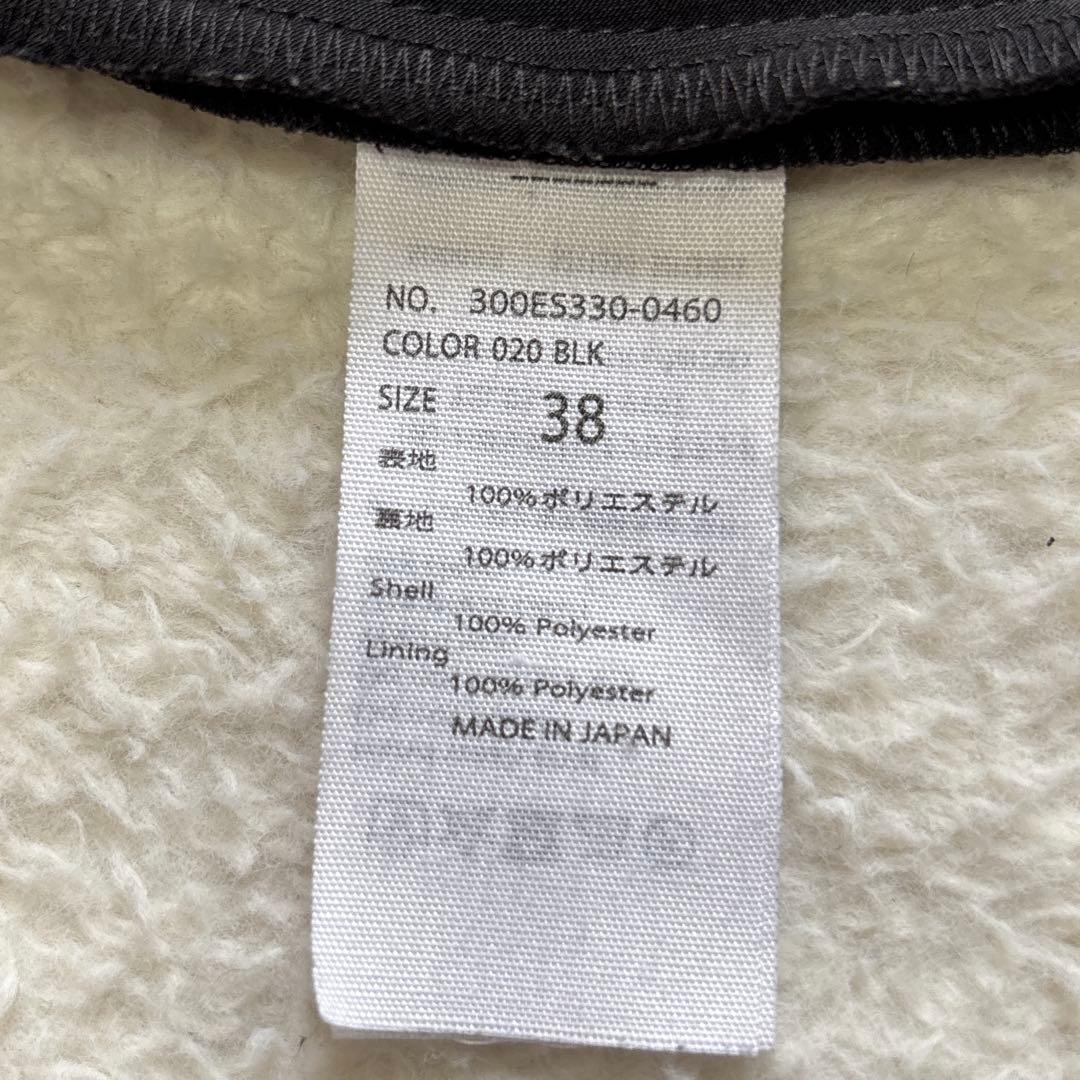 NO. 300ES330-0460
COLOR 020 BLK
SIZE 38
表地
100%ポリエステル
裏地
100%ポリエステル
Shell
100% Polyester
Lining
100% Polyester
MADE IN JAPAN